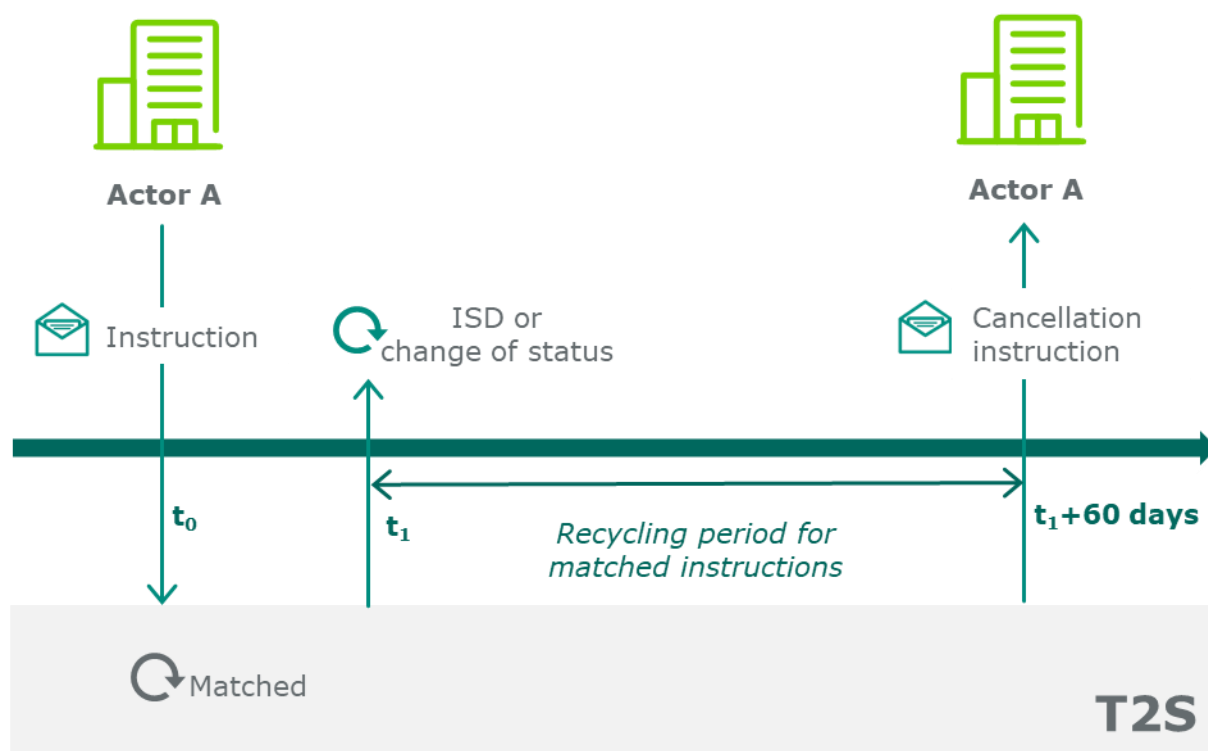 Actor A
Actor A
Instruction
ISD or
change of status
Cancellation
instruction
t₀
t₁
Recycling period for
matched instructions
t₁+60 days
Matched
T2S